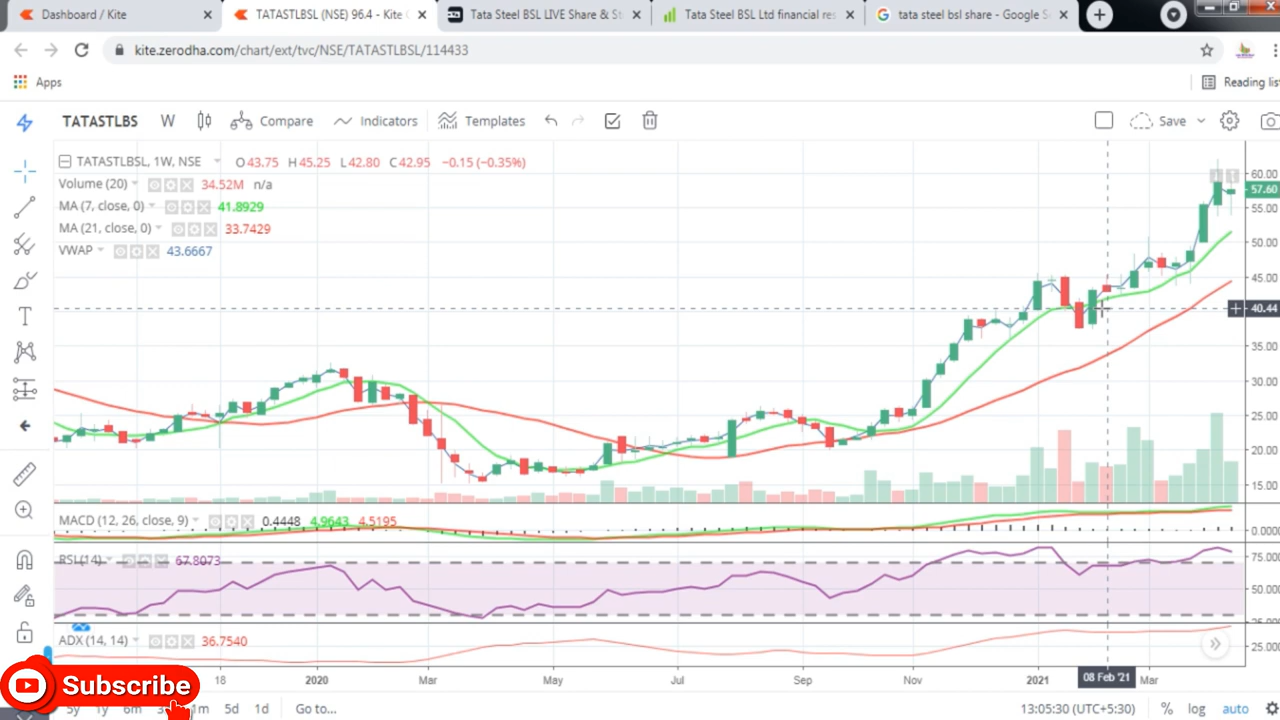 Dashboard / Kite
TATASTLBSL (NSE) 96.4 - Kite
Tata Steel BSL LIVE Share & S
Tata Steel BSL Ltd financial re
tata steel bsl share - Google S
kite.zerodha.com/chart/ext/tvc/NSE/TATASTLBSL/114433
Apps
Reading list
TATASTLBS W Compare Indicators Templates Save
TATASTLBSL, 1W, NSE O43.75 H45.25 L42.80 C42.95 −0.15 (−0.35%)
Volume (20) 34.52M n/a
MA (7, close, 0) 41.8929
MA (21, close, 0) 33.7429
VWAP 43.6667
60.00
57.60
55.00
50.00
45.00
40.44
35.00
30.00
25.00
20.00
15.00
MACD (12, 26, close, 9) 0.4448 4.9643 4.5195
0.0000
RSI (14) 67.8073
75.000
50.000
ADX (14, 14) 36.7540
25.000
18 2020 Mar May Jul Sep Nov 2021 08 Feb '21 Mar
Subscribe
5y 1y 6m 1m 5d 1d Go to... 13:05:30 (UTC+5:30) % log auto